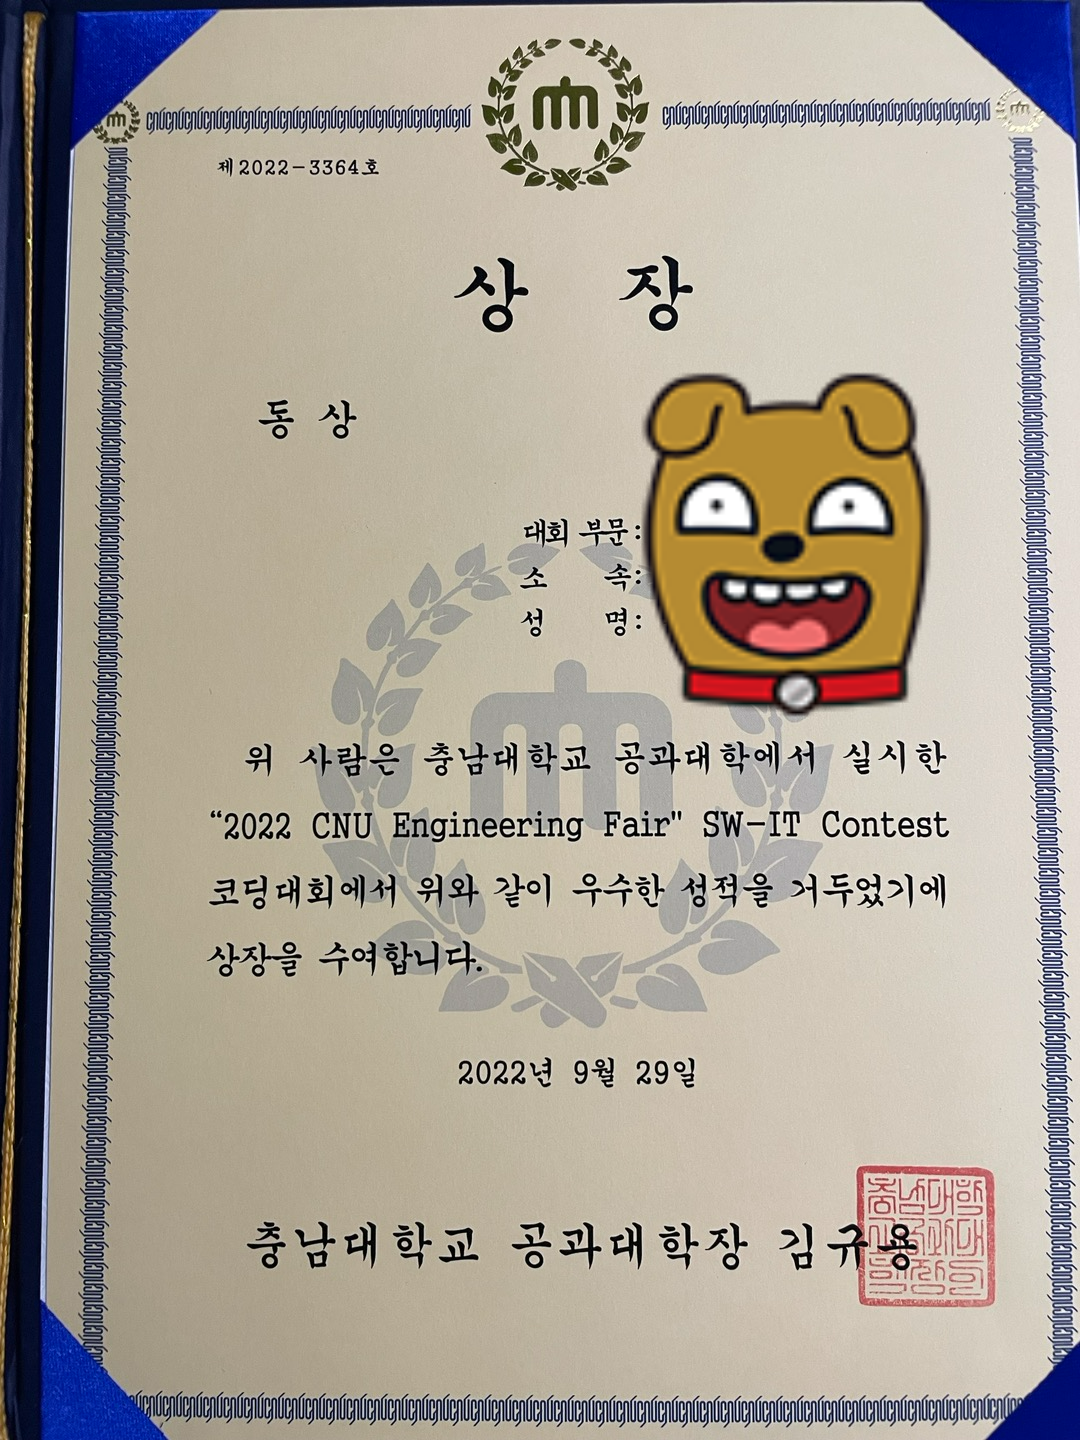 제2022-3364호
상 장
동 상
대회 부문:
소 속:
성 명:
위 사람은 충남대학교 공과대학에서 실시한
“2022 CNU Engineering Fair" SW-IT Contest
코딩대회에서 위와 같이 우수한 성적을 거두었기에
상장을 수여합니다.
2022년 9월 29일
충남대학교 공과대학장 김규용